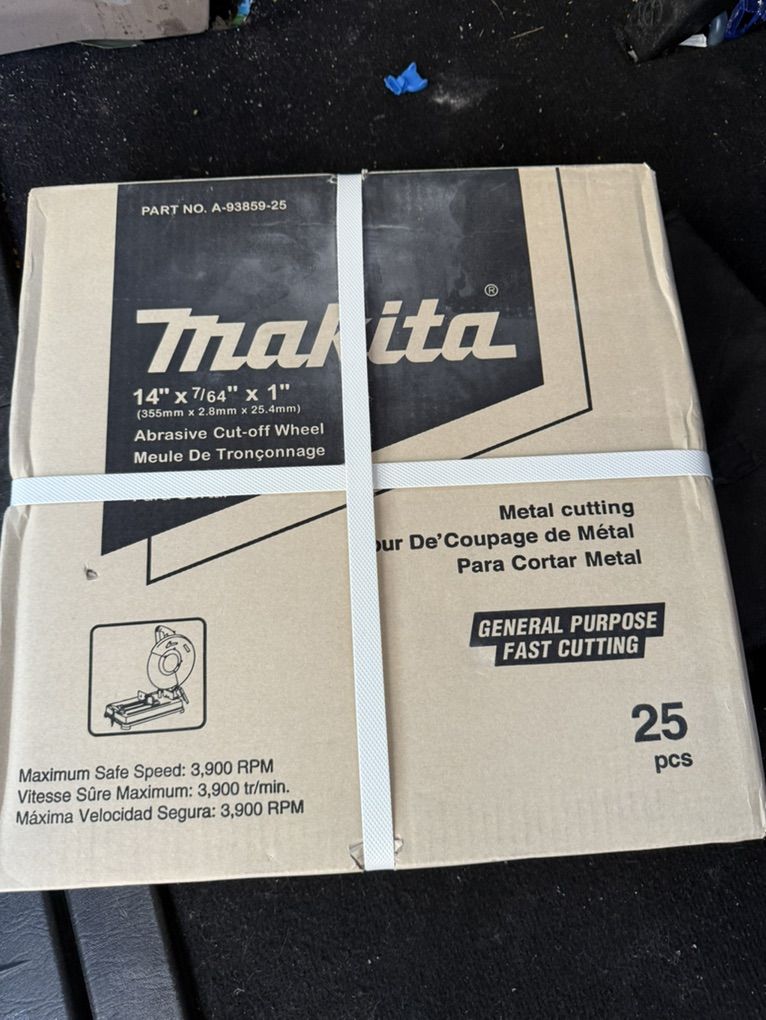 PART NO. A-93859-25
makita®
14" x 7/64" x 1"
(355mm x 2.8mm x 25.4mm)
Abrasive Cut-off Wheel
Meule De Tronçonnage
Metal cutting
De'Coupage de Métal
Para Cortar Metal
GENERAL PURPOSE
FAST CUTTING
25
pcs
Maximum Safe Speed: 3,900 RPM
Vitesse Sûre Maximum: 3,900 tr/min.
Máxima Velocidad Segura: 3,900 RPM